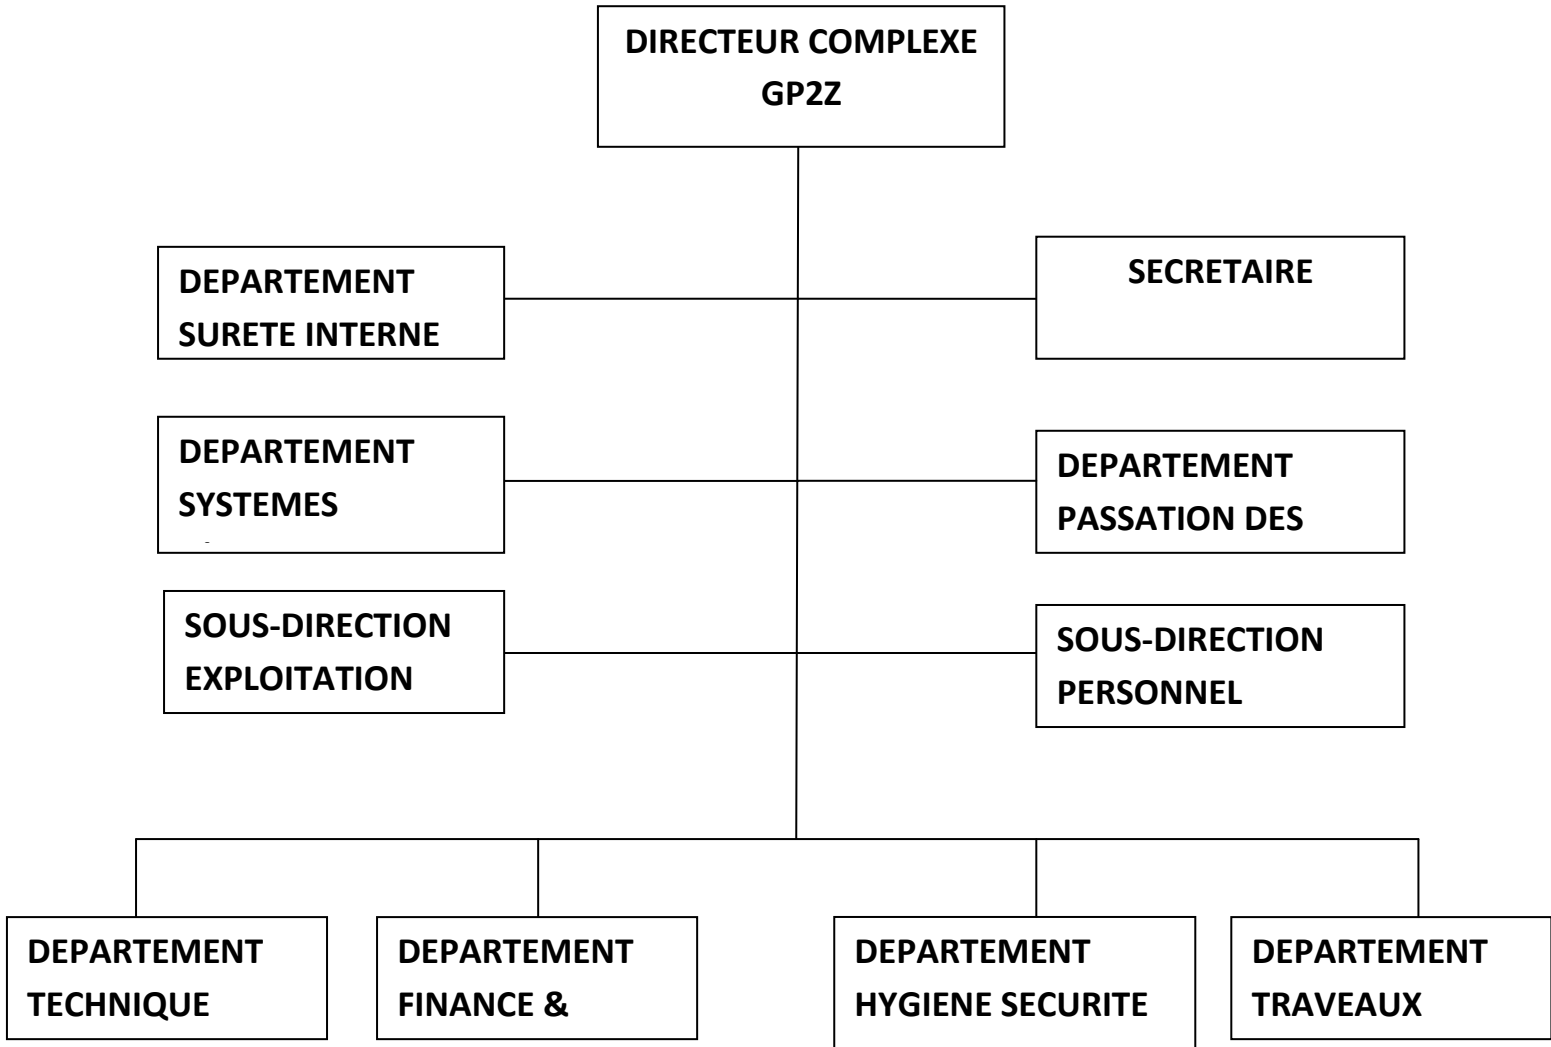 DIRECTEUR COMPLEXE
GP2Z
DEPARTEMENT
SURETE INTERNE
SECRETAIRE
DEPARTEMENT
SYSTEMES
DEPARTEMENT
PASSATION DES
SOUS-DIRECTION
EXPLOITATION
SOUS-DIRECTION
PERSONNEL
DEPARTEMENT
TECHNIQUE
DEPARTEMENT
FINANCE &
DEPARTEMENT
HYGIENE SECURITE
DEPARTEMENT
TRAVEAUX